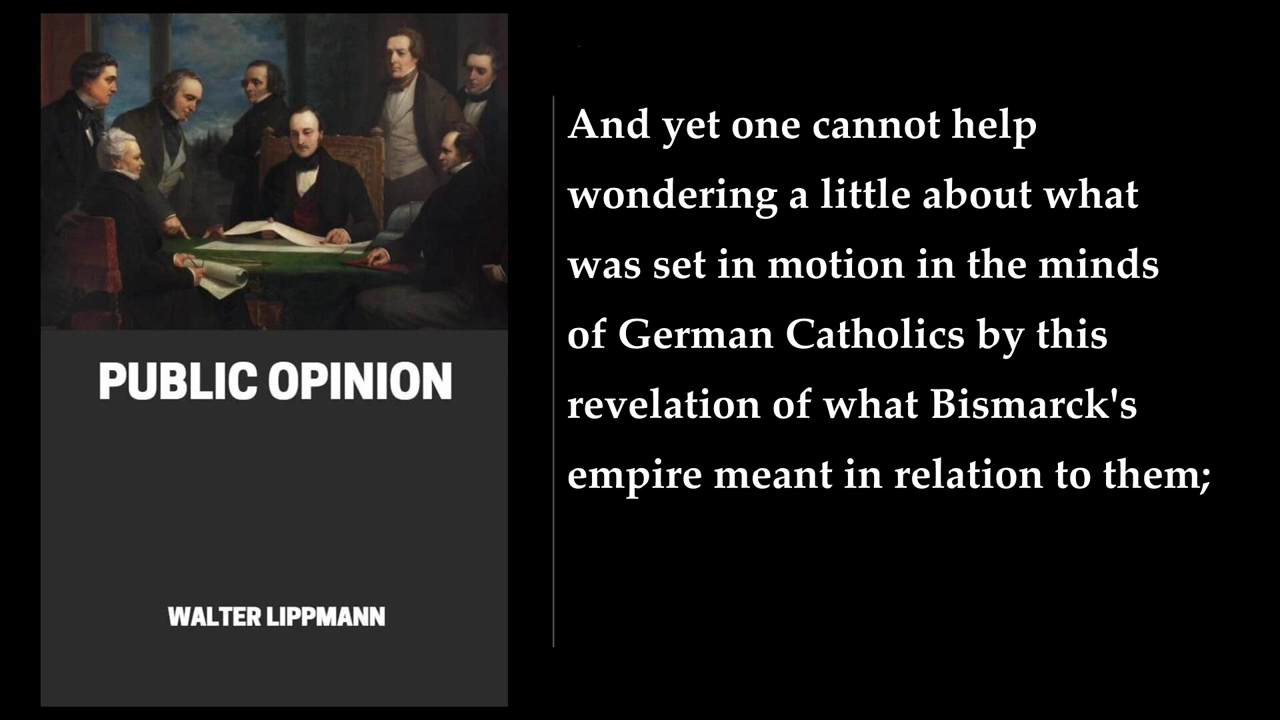 PUBLIC OPINION
WALTER LIPPMANN
And yet one cannot help
wondering a little about what
was set in motion in the minds
of German Catholics by this
revelation of what Bismarck's
empire meant in relation to them;